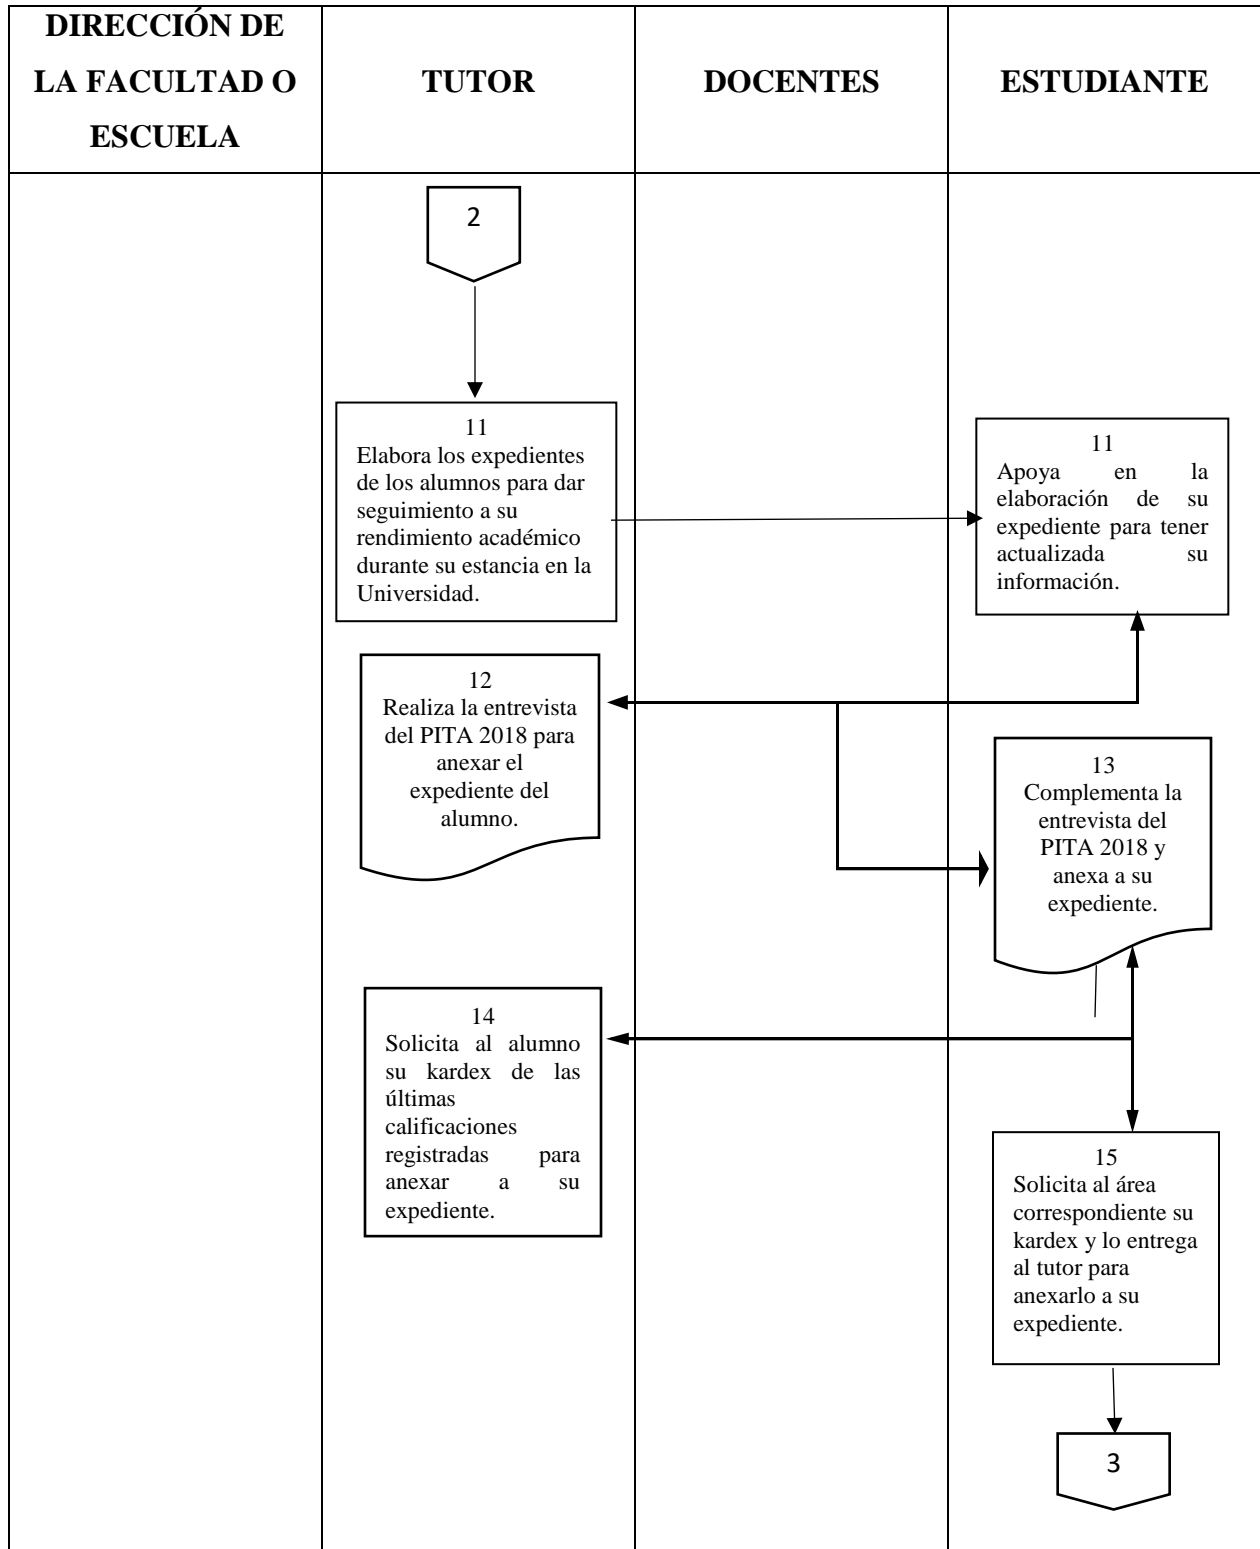 DIRECCIÓN DE
LA FACULTAD O
ESCUELA
TUTOR
DOCENTES
ESTUDIANTE
2
11
Elabora los expedientes
de los alumnos para dar
seguimiento a su
rendimiento académico
durante su estancia en la
Universidad.
11
Apoya en la
elaboración de su
expediente para tener
actualizada su
información.
12
Realiza la entrevista
del PITA 2018 para
anexar el
expediente del
alumno.
13
Complementa la
entrevista del
PITA 2018 y
anexa a su
expediente.
14
Solicita al alumno
su kardex de las
últimas
calificaciones
registradas para
anexar a su
expediente.
15
Solicita al área
correspondiente su
kardex y lo entrega
al tutor para
anexarlo a su
expediente.
3